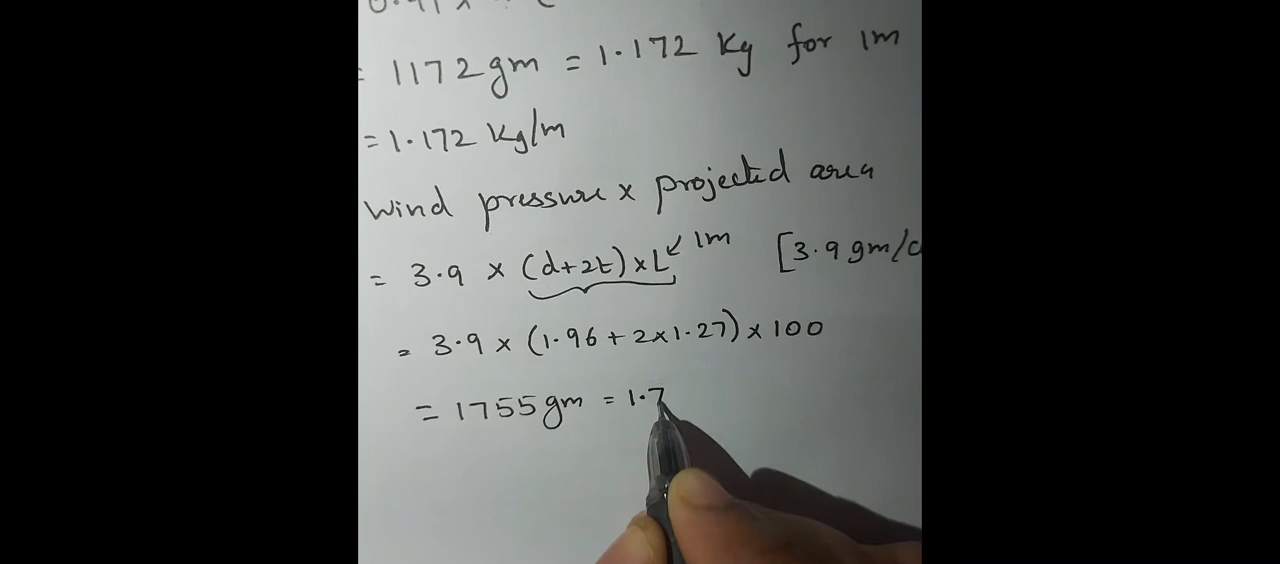 = 1172 gm = 1.172 Kg for 1m
= 1.172 Kg/m
Wind pressure x projected area
= 3.9 x (d+2t) x L ↙ 1m [3.9 gm/c
= 3.9 x (1.96 + 2x1.27) x 100
= 1755 gm = 1.7